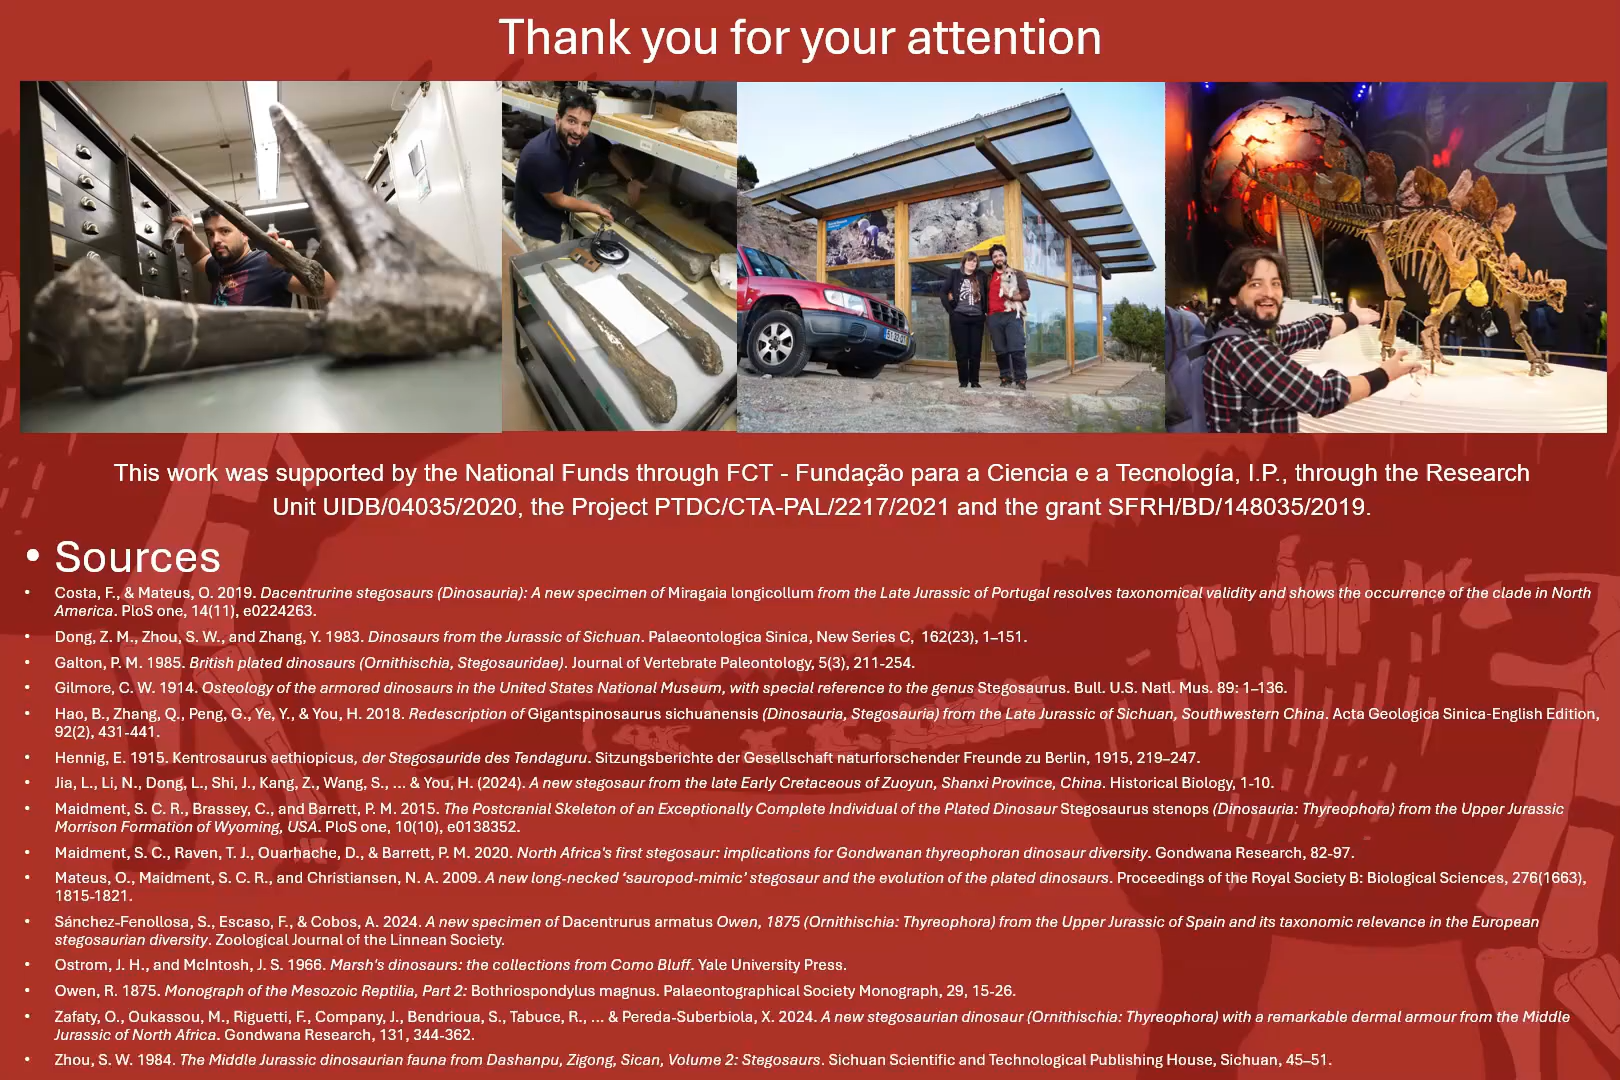 Thank you for your attention
This work was supported by the National Funds through FCT - Fundação para a Ciencia e a Tecnología, I.P., through the Research
Unit UIDB/04035/2020, the Project PTDC/CTA-PAL/2217/2021 and the grant SFRH/BD/148035/2019.
• Sources
• Costa, F., & Mateus, O. 2019. Dacentrurine stegosaurs (Dinosauria): A new specimen of Miragaia longicollum from the Late Jurassic of Portugal resolves taxonomical validity and shows the occurrence of the clade in North
America. PloS one, 14(11), e0224263.
• Dong, Z. M., Zhou, S. W., and Zhang, Y. 1983. Dinosaurs from the Jurassic of Sichuan. Palaeontologica Sinica, New Series C, 162(23), 1–151.
• Galton, P. M. 1985. British plated dinosaurs (Ornithischia, Stegosauridae). Journal of Vertebrate Paleontology, 5(3), 211-254.
• Gilmore, C. W. 1914. Osteology of the armored dinosaurs in the United States National Museum, with special reference to the genus Stegosaurus. Bull. U.S. Natl. Mus. 89: 1–136.
• Hao, B., Zhang, Q., Peng, G., Ye, Y., & You, H. 2018. Redescription of Gigantspinosaurus sichuanensis (Dinosauria, Stegosauria) from the Late Jurassic of Sichuan, Southwestern China. Acta Geologica Sinica-English Edition,
92(2), 431-441.
• Hennig, E. 1915. Kentrosaurus aethiopicus, der Stegosauride des Tendaguru. Sitzungsberichte der Gesellschaft naturforschender Freunde zu Berlin, 1915, 219–247.
• Jia, L., Li, N., Dong, L., Shi, J., Kang, Z., Wang, S., ... & You, H. (2024). A new stegosaur from the late Early Cretaceous of Zuoyun, Shanxi Province, China. Historical Biology, 1-10.
• Maidment, S. C. R., Brassey, C., and Barrett, P. M. 2015. The Postcranial Skeleton of an Exceptionally Complete Individual of the Plated Dinosaur Stegosaurus stenops (Dinosauria: Thyreophora) from the Upper Jurassic
Morrison Formation of Wyoming, USA. PloS one, 10(10), e0138352.
• Maidment, S. C., Raven, T. J., Ouarhache, D., & Barrett, P. M. 2020. North Africa's first stegosaur: implications for Gondwanan thyreophoran dinosaur diversity. Gondwana Research, 82-97.
• Mateus, O., Maidment, S. C. R., and Christiansen, N. A. 2009. A new long-necked ‘sauropod-mimic’ stegosaur and the evolution of the plated dinosaurs. Proceedings of the Royal Society B: Biological Sciences, 276(1663),
1815-1821.
• Sánchez-Fenollosa, S., Escaso, F., & Cobos, A. 2024. A new specimen of Dacentrurus armatus Owen, 1875 (Ornithischia: Thyreophora) from the Upper Jurassic of Spain and its taxonomic relevance in the European
stegosaurian diversity. Zoological Journal of the Linnean Society.
• Ostrom, J. H., and McIntosh, J. S. 1966. Marsh's dinosaurs: the collections from Como Bluff. Yale University Press.
• Owen, R. 1875. Monograph of the Mesozoic Reptilia, Part 2: Bothriospondylus magnus. Palaeontographical Society Monograph, 29, 15-26.
• Zafaty, O., Oukassou, M., Riguetti, F., Company, J., Bendrioua, S., Tabuce, R., ... & Pereda-Suberbiola, X. 2024. A new stegosaurian dinosaur (Ornithischia: Thyreophora) with a remarkable dermal armour from the Middle
Jurassic of North Africa. Gondwana Research, 131, 344-362.
• Zhou, S. W. 1984. The Middle Jurassic dinosaurian fauna from Dashanpu, Zigong, Sican, Volume 2: Stegosaurs. Sichuan Scientific and Technological Publishing House, Sichuan, 45–51.